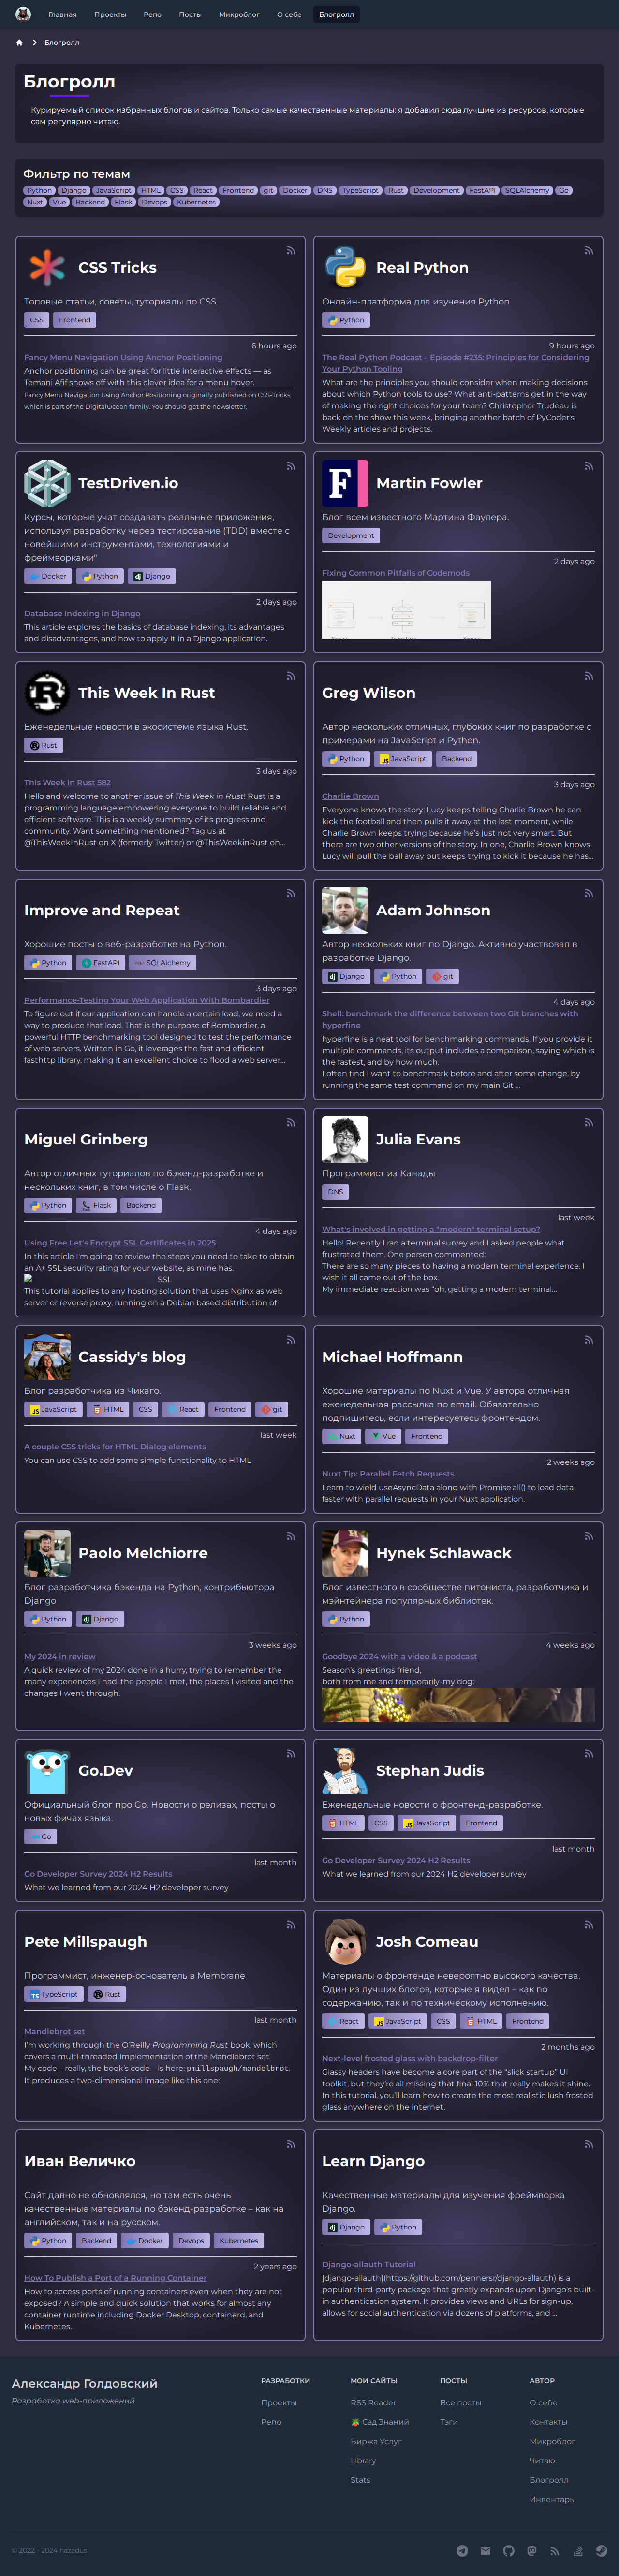 Главная Проекты Репо Посты Микроблог О себе Блогролл
Блогролл
Блогролл
Курируемый список избранных блогов и сайтов. Только самые качественные материалы: я добавил сюда лучшие из ресурсов, которые
сам регулярно читаю.
Фильтр по темам
Python Django JavaScript HTML CSS React Frontend git Docker DNS TypeScript Rust Development FastAPI SQLAlchemy Go
Nuxt Vue Backend Flask Devops Kubernetes
CSS Tricks
Топовые статьи, советы, туториалы по CSS.
CSS Frontend
6 hours ago
Fancy Menu Navigation Using Anchor Positioning
Anchor positioning can be great for little interactive effects — as
Temani Afif shows off with this clever idea for a menu hover.
Fancy Menu Navigation Using Anchor Positioning originally published on CSS-Tricks,
which is part of the DigitalOcean family. You should get the newsletter.
Real Python
Онлайн-платформа для изучения Python
Python
9 hours ago
The Real Python Podcast – Episode #235: Principles for Considering
Your Python Tooling
What are the principles you should consider when making decisions
about which Python tools to use? What anti-patterns get in the way
of making the right choices for your team? Christopher Trudeau is
back on the show this week, bringing another batch of PyCoder's
Weekly articles and projects.
TestDriven.io
Курсы, которые учат создавать реальные приложения,
используя разработку через тестирование (TDD) вместе с
новейшими инструментами, технологиями и
фреймворками"
Docker Python Django
2 days ago
Database Indexing in Django
This article explores the basics of database indexing, its advantages
and disadvantages, and how to apply it in a Django application.
Martin Fowler
Блог всем известного Мартина Фаулера.
Development
2 days ago
Fixing Common Pitfalls of Codemods
This Week In Rust
Еженедельные новости в экосистеме языка Rust.
Rust
3 days ago
This Week in Rust 582
Hello and welcome to another issue of This Week in Rust! Rust is a
programming language empowering everyone to build reliable and
efficient software. This is a weekly summary of its progress and
community. Want something mentioned? Tag us at
@ThisWeekInRust on X (formerly Twitter) or @ThisWeekinRust on...
Greg Wilson
Автор нескольких отличных, глубоких книг по разработке с
примерами на JavaScript и Python.
Python JavaScript Backend
3 days ago
Charlie Brown
Everyone knows the story: Lucy keeps telling Charlie Brown he can
kick the football and then pulls it away at the last moment, while
Charlie Brown keeps trying because he's just not very smart. But
there are two other versions of the story. In one, Charlie Brown knows
Lucy will pull the ball away but keeps trying to kick it because he has...
Improve and Repeat
Хорошие посты о веб-разработке на Python.
Python FastAPI SQLAlchemy
3 days ago
Performance-Testing Your Web Application With Bombardier
To figure out if our application can handle a certain load, we need a
way to produce that load. That is the purpose of Bombardier, a
powerful HTTP benchmarking tool designed to test the performance
of web servers. Written in Go, it leverages the fast and efficient
fasthttp library, making it an excellent choice to flood a web server...
Adam Johnson
Автор нескольких книг по Django. Активно участвовал в
разработке Django.
Django Python git
4 days ago
Shell: benchmark the difference between two Git branches with
hyperfine
hyperfine is a neat tool for benchmarking commands. If you provide it
multiple commands, its output includes a comparison, saying which is
the fastest, and by how much.
I often find I want to benchmark before and after some change, by
running the same test command on my main Git ...
Miguel Grinberg
Автор отличных туториалов по бэкенд-разработке и
нескольких книг, в том числе о Flask.
Python Flask Backend
4 days ago
Using Free Let's Encrypt SSL Certificates in 2025
In this article I'm going to review the steps you need to take to obtain
an A+ SSL security rating for your website, as mine has.
SSL
This tutorial applies to any hosting solution that uses Nginx as web
server or reverse proxy, running on a Debian based distribution of
Julia Evans
Программист из Канады
DNS
last week
What's involved in getting a "modern" terminal setup?
Hello! Recently I ran a terminal survey and I asked people what
frustrated them. One person commented:
There are so many pieces to having a modern terminal experience. I
wish it all came out of the box.
My immediate reaction was "oh, getting a modern terminal...
Cassidy's blog
Блог разработчика из Чикаго.
JavaScript HTML CSS React Frontend git
last week
A couple CSS tricks for HTML Dialog elements
You can use CSS to add some simple functionality to HTML
Michael Hoffmann
Хорошие материалы по Nuxt и Vue. У автора отличная
еженедельная рассылка по email. Обязательно
подпишитесь, если интересуетесь фронтендом.
Nuxt Vue Frontend
2 weeks ago
Nuxt Tip: Parallel Fetch Requests
Learn to wield useAsyncData along with Promise.all() to load data
faster with parallel requests in your Nuxt application.
Paolo Melchiorre
Блог разработчика бэкенда на Python, контрибьютора
Django
Python Django
3 weeks ago
My 2024 in review
A quick review of my 2024 done in a hurry, trying to remember the
many experiences I had, the people I met, the places I visited and the
changes I went through.
Hynek Schlawack
Блог известного в сообществе питониста, разработчика и
мэйнтейнера популярных библиотек.
Python
4 weeks ago
Goodbye 2024 with a video & a podcast
Season's greetings friend,
both from me and temporarily-my dog:
Go.Dev
Официальный блог про Go. Новости о релизах, посты о
новых фичах языка.
Go
last month
Go Developer Survey 2024 H2 Results
What we learned from our 2024 H2 developer survey
Stephan Judis
Еженедельные новости о фронтенд-разработке.
HTML CSS JavaScript Frontend
last month
Go Developer Survey 2024 H2 Results
What we learned from our 2024 H2 developer survey
Pete Millspaugh
Программист, инженер-основатель в Membrane
TypeScript Rust
last month
Mandlebrot set
I'm working through the O'Reilly Programming Rust book, which
covers a multi-threaded implementation of the Mandlebrot set.
My code—really, the book's code—is here: pmillspaugh/mandelbrot.
It produces a two-dimensional image like this one:
Josh Comeau
Материалы о фронтенде невероятно высокого качества.
Один из лучших блогов, которые я видел – как по
содержанию, так и по техническому исполнению.
React JavaScript CSS HTML Frontend
2 months ago
Next-level frosted glass with backdrop-filter
Glassy headers have become a core part of the "slick startup" UI
toolkit, but they're all missing that final 10% that really makes it shine.
In this tutorial, you'll learn how to create the most realistic lush frosted
glass anywhere on the internet.
Иван Величко
Сайт давно не обновлялся, но там есть очень
качественные материалы по бэкенд-разработке – как на
английском, так и на русском.
Python Backend Docker Devops Kubernetes
2 years ago
How To Publish a Port of a Running Container
How to access ports of running containers even when they are not
exposed? A simple and quick solution that works for almost any
container runtime including Docker Desktop, containerd, and
Kubernetes.
Learn Django
Качественные материалы для изучения фреймворка
Django.
Django Python
Django-allauth Tutorial
[django-allauth](https://github.com/pennersr/django-allauth) is a
popular third-party package that greatly expands upon Django's built-
in authentication system. It provides views and URLs for sign-up,
allows for social authentication via dozens of platforms, and ...
Александр Голдовский
Разработка web-приложений
РАЗРАБОТКИ
Проекты
Репо
МОИ САЙТЫ
RSS Reader
Сад Знаний
Биржа Услуг
Library
Stats
ПОСТЫ
Все посты
Тэги
АВТОР
О себе
Контакты
Микроблог
Читаю
Блогролл
Инвентарь
© 2022 - 2024 hazadus